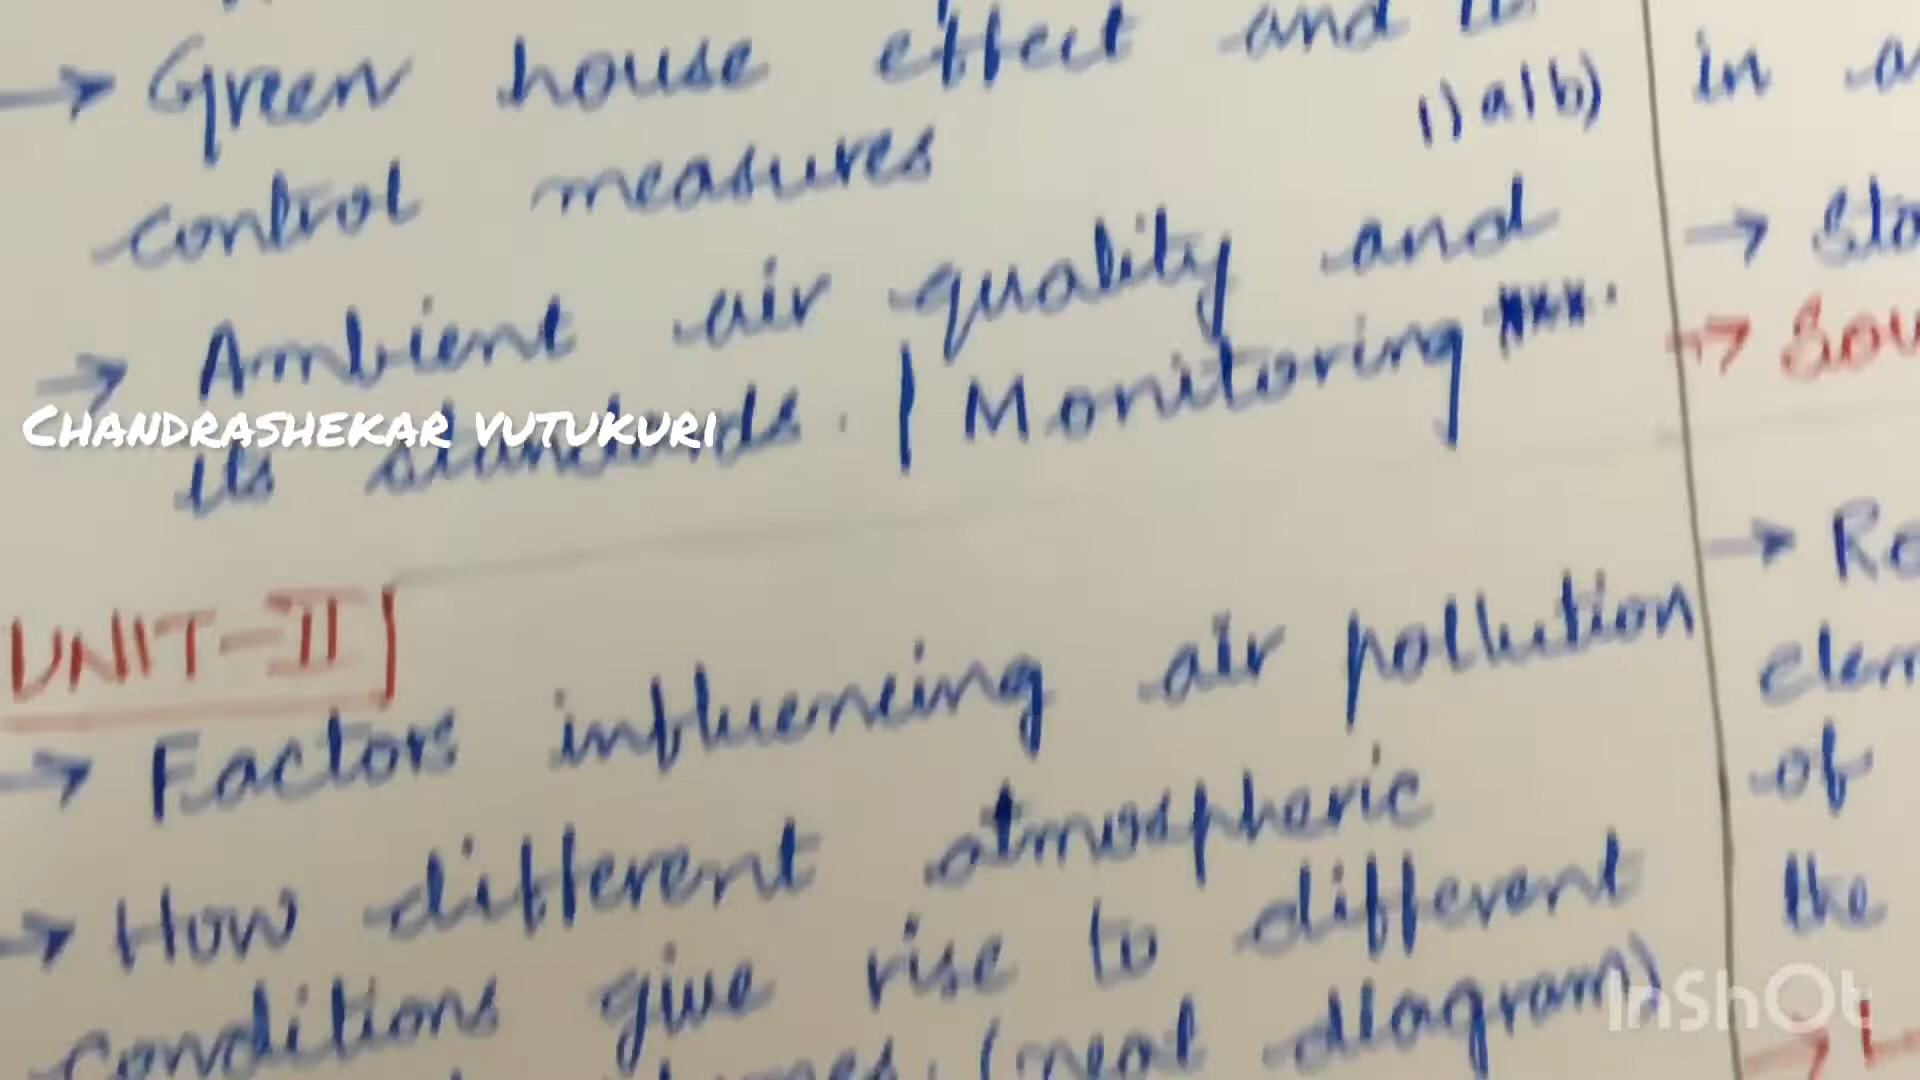 → Green house effect and
1) a/b)
control measures
→ Ambient air quality and
its standards. | Monitoring ***.
CHANDRASHEKAR VUTUKURI
UNIT-II
→ Factors influencing air pollution
→ How different atmospheric
conditions give rise to different
(neat diagram)
in
→
→
→
of
the
→
InShOt